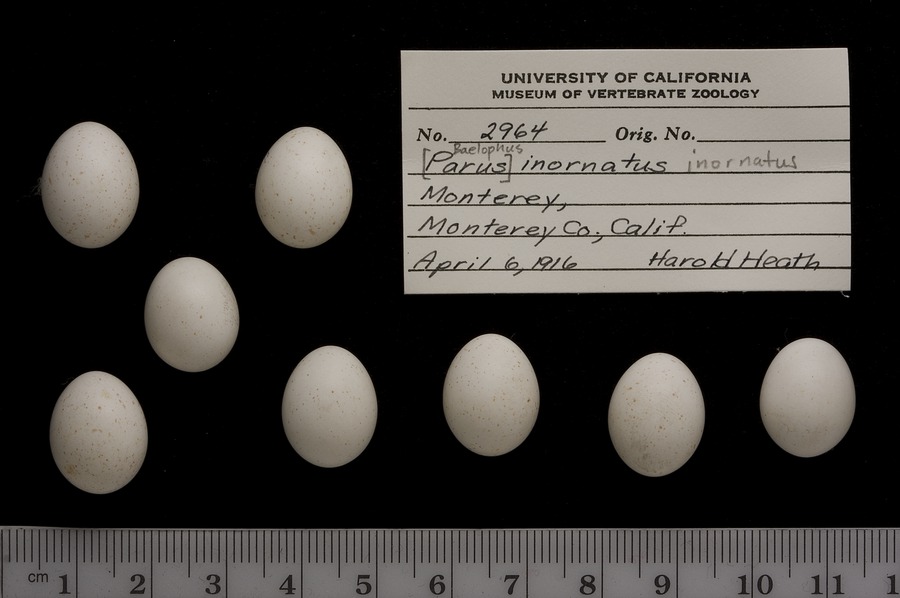 UNIVERSITY OF CALIFORNIA
MUSEUM OF VERTEBRATE ZOOLOGY
No. 2964 Orig. No.
Baelophus
[Parus] inornatus inornatus
Monterey,
Monterey Co., Calif.
April 6, 1916 Harold Heath
cm 1 2 3 4 5 6 7 8 9 10 11 1